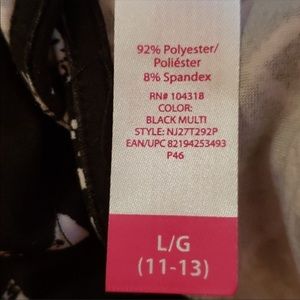 92% Polyester/
Poliéster
8% Spandex
RN# 104318
COLOR:
BLACK MULTI
STYLE: NJ27T292P
EAN/UPC 82194253493
P46
L/G
(11-13)